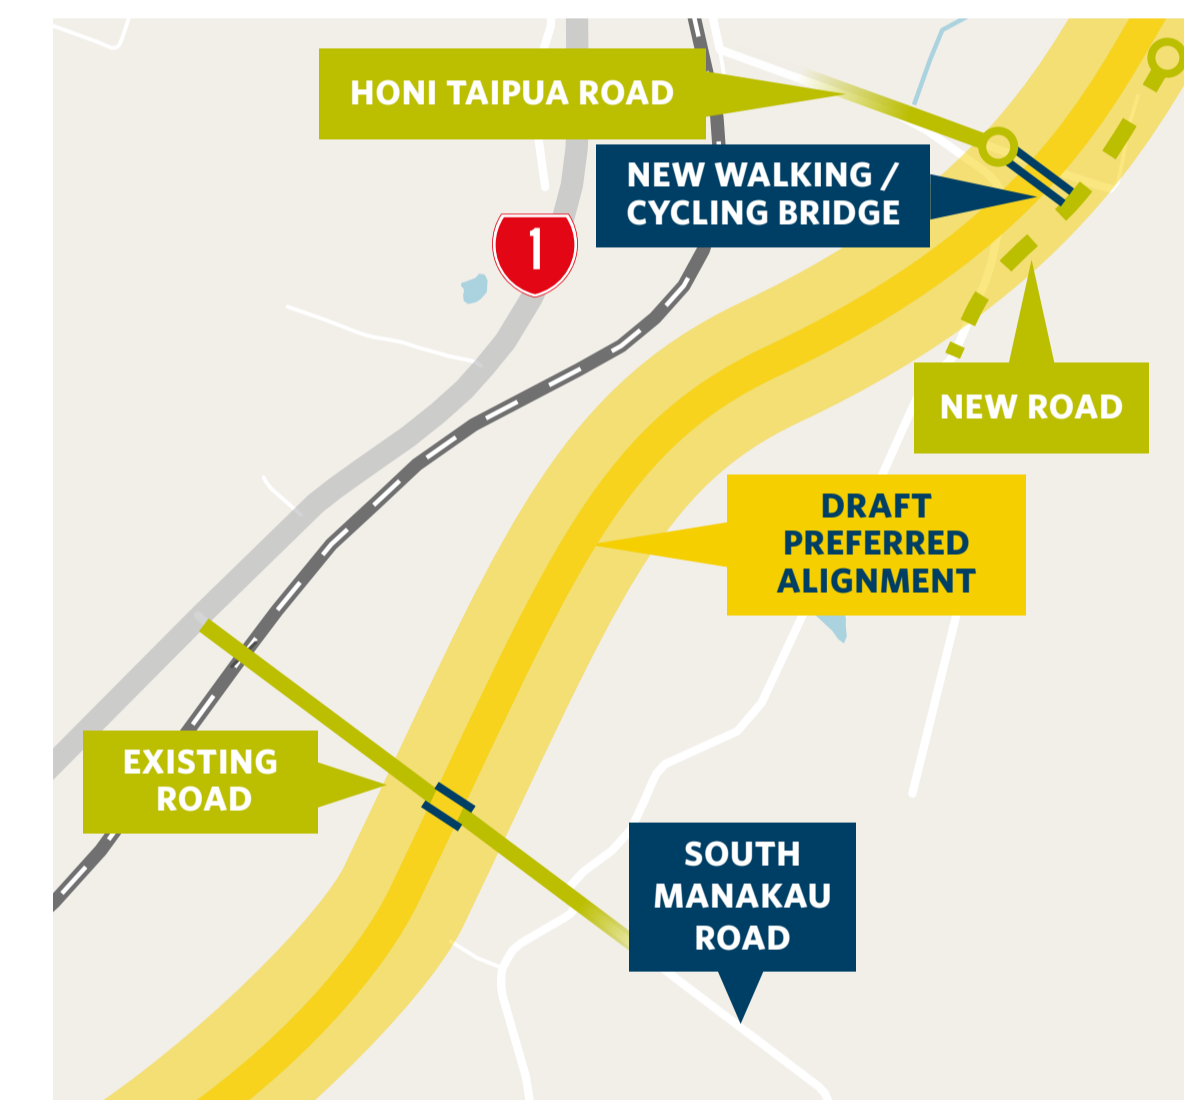 HONI TAIPUA ROAD
NEW WALKING /
CYCLING BRIDGE
1
NEW ROAD
DRAFT
PREFERRED
ALIGNMENT
EXISTING
ROAD
SOUTH
MANAKAU
ROAD